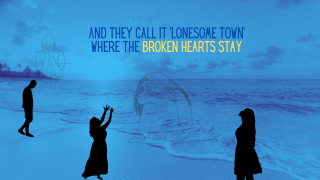 AND THEY CALL IT 'LONESOME TOWN'
WHERE THE BROKEN HEARTS STAY